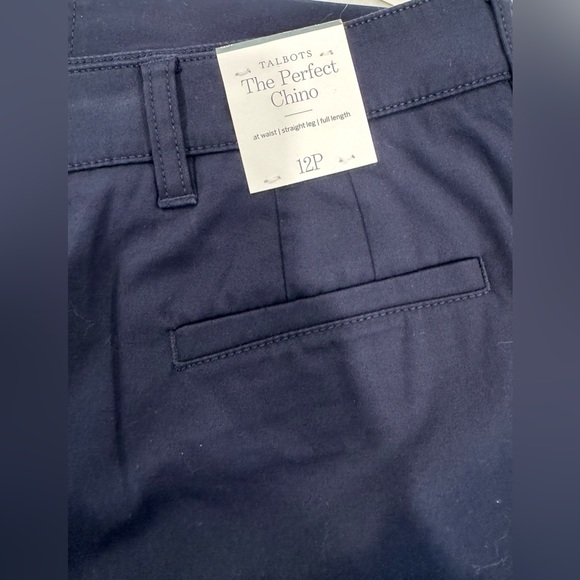 TALBOTS
The Perfect
Chino
at waist | straight leg | full length
12P